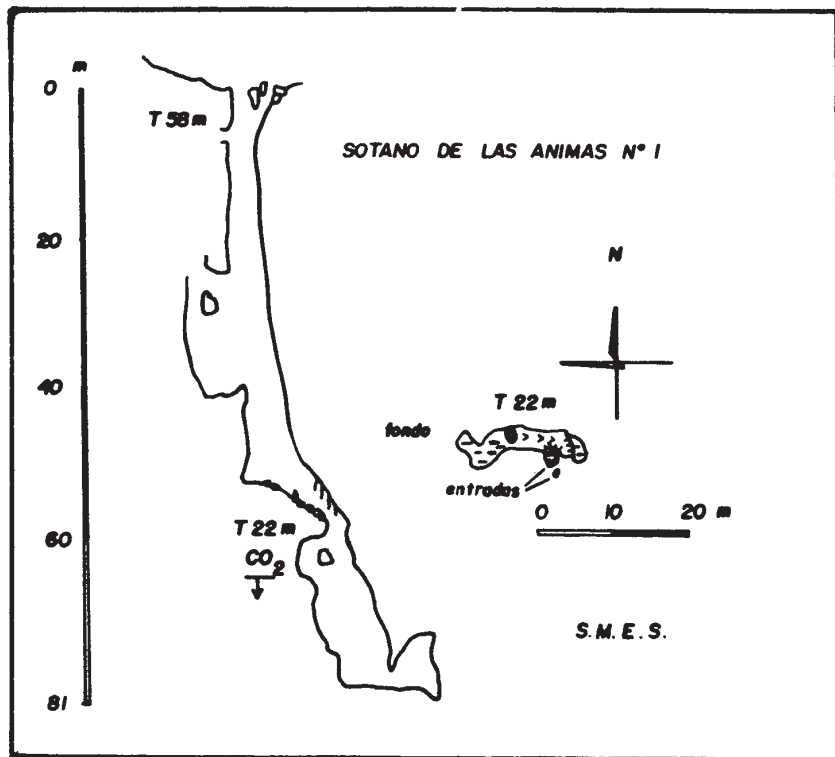 m
0
T 58 m
SOTANO DE LAS ANIMAS Nº 1
20
N
40
T 22 m
fondo
entradas
0 10 20 m
60
T 22 m
CO2
S.M.E.S.
81